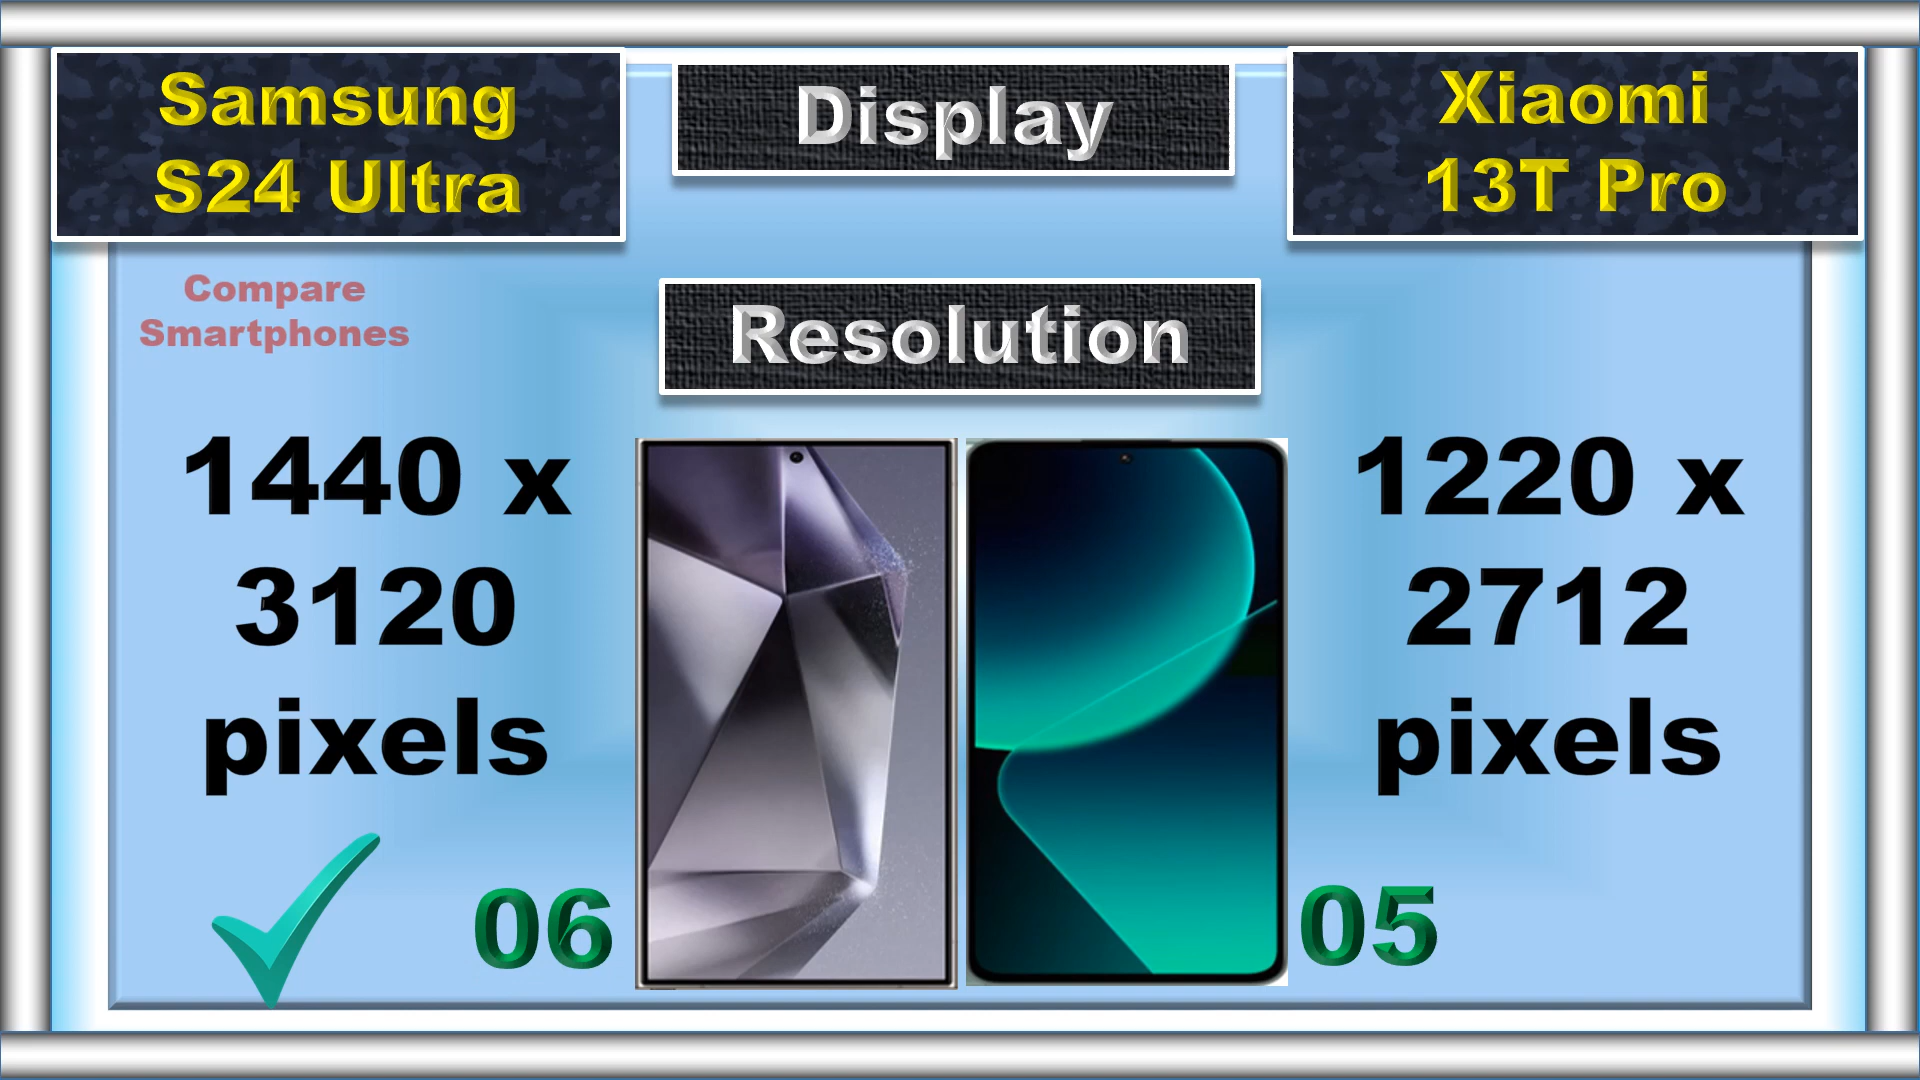 Samsung
S24 Ultra
Display
Xiaomi
13T Pro
Compare
Smartphones
Resolution
1440 x
3120
pixels
1220 x
2712
pixels
06
05